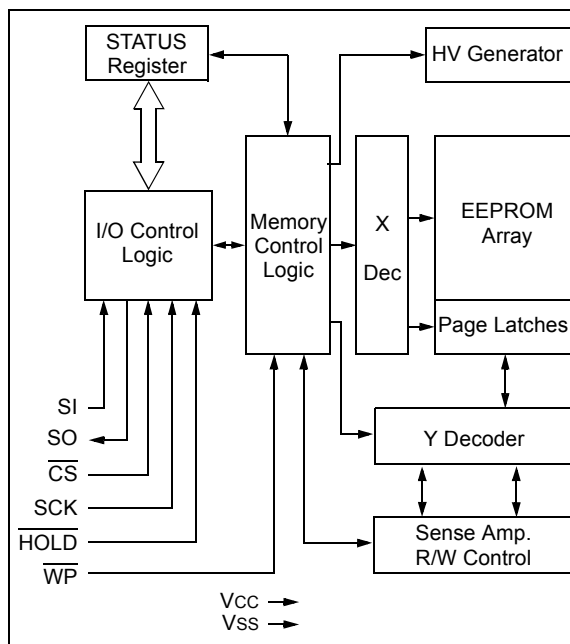 STATUS
Register
HV Generator
I/O Control
Logic
Memory
Control
Logic
X
Dec
EEPROM
Array
Page Latches
Y Decoder
Sense Amp.
R/W Control
SI
SO
CS
SCK
HOLD
WP
VCC
VSS